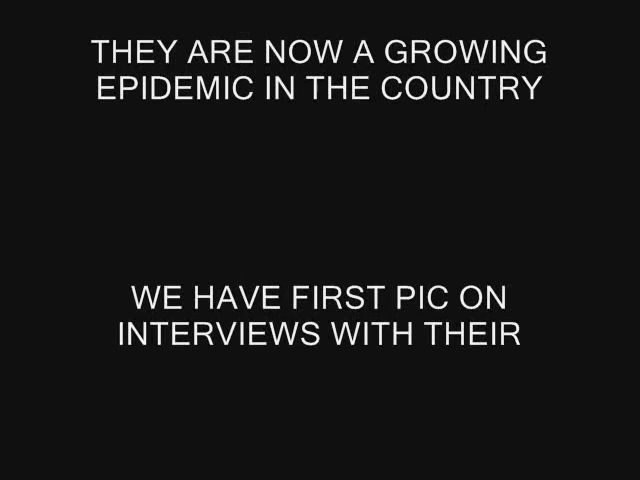 THEY ARE NOW A GROWING
EPIDEMIC IN THE COUNTRY
WE HAVE FIRST PIC ON
INTERVIEWS WITH THEIR